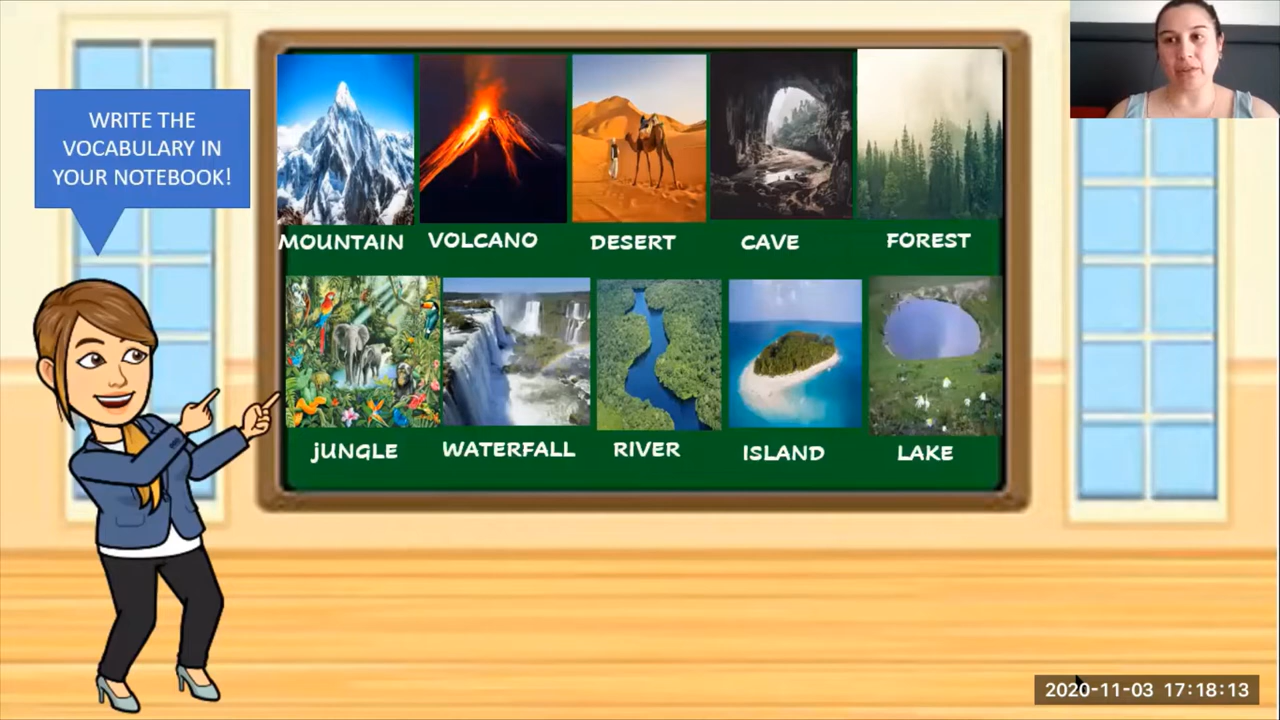 WRITE THE
VOCABULARY IN
YOUR NOTEBOOK!
MOUNTAIN VOLCANO DESERT CAVE FOREST
jUNGLE WATERFALL RIVER ISLAND LAKE
2020-11-03 17:18:13